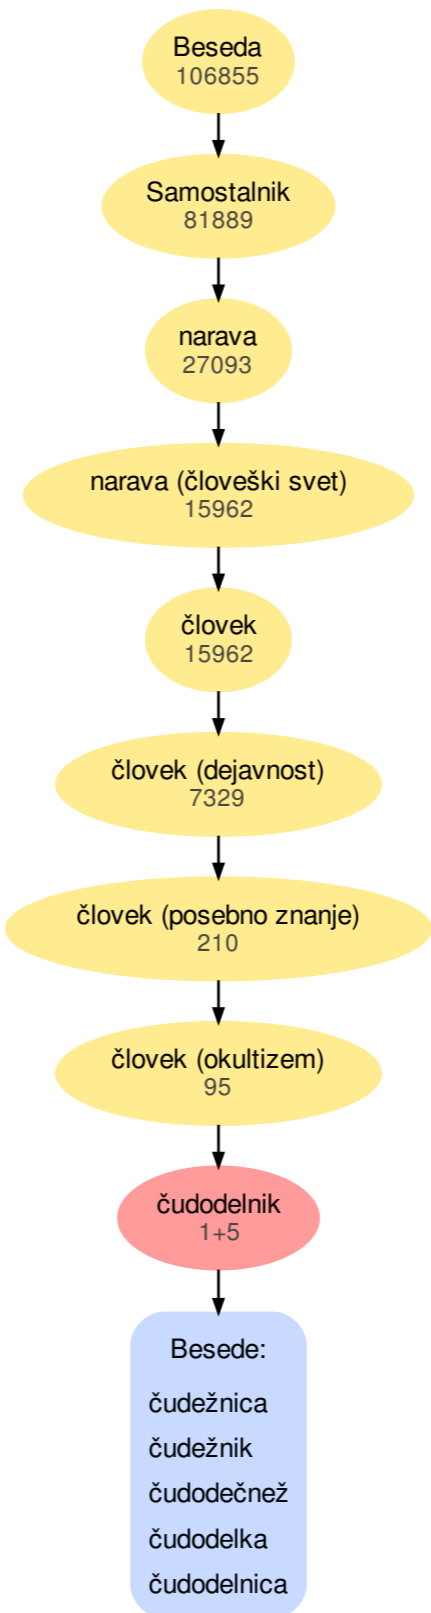 Beseda
106855
Samostalnik
81889
narava
27093
narava (človeški svet)
15962
človek
15962
človek (dejavnost)
7329
človek (posebno znanje)
210
človek (okultizem)
95
čudodelnik
1+5
Besede:
čudežnica
čudežnik
čudodečnež
čudodelka
čudodelnica